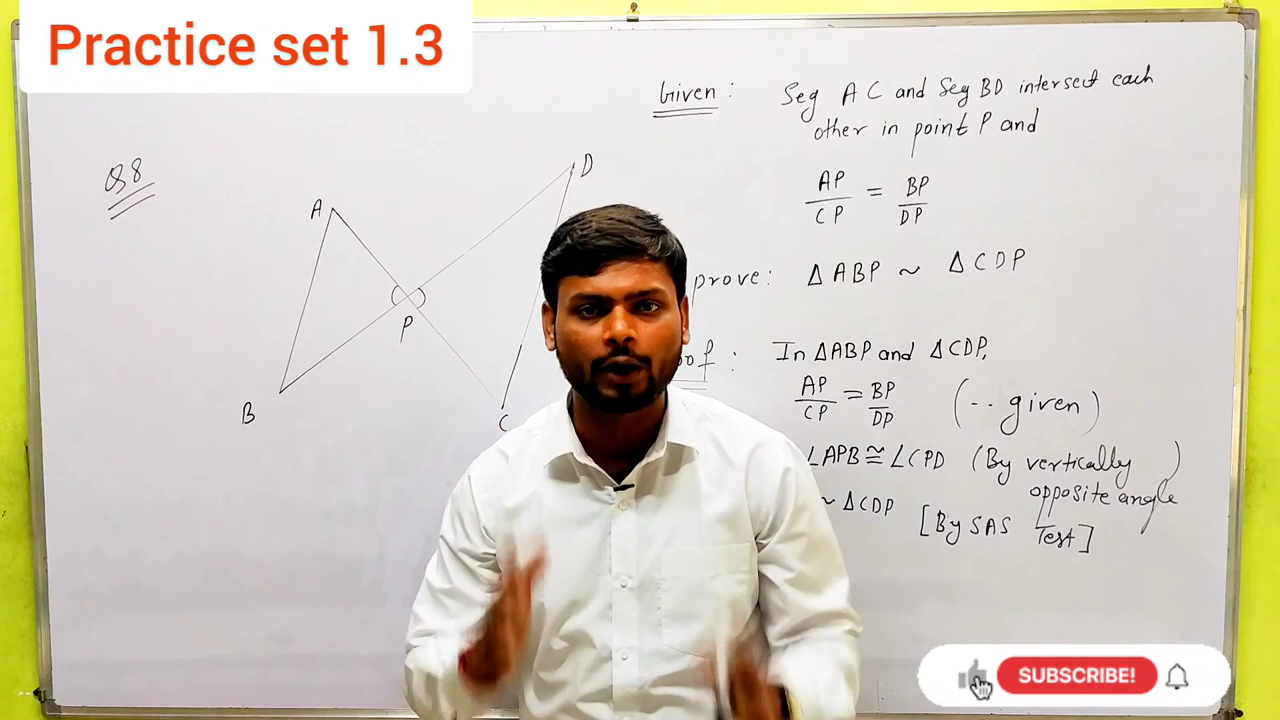 Practice set 1.3
Q8
A
D
P
B
C
Given : Seg AC and Seg BD intersect each
other in point P and
AP/CP = BP/DP
prove : Δ ABP ~ Δ CDP
: In ΔABP and ΔCDP,
AP/CP = BP/DP (-- given)
∠APB ≅ ∠CPD (By vertically
opposite angle)
~ ΔCDP [By SAS
Test]
SUBSCRIBE!